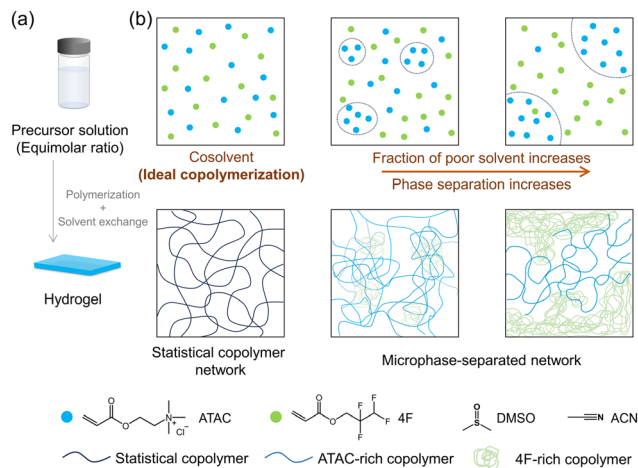 (a)
(b)
Precursor solution
(Equimolar ratio)
Polymerization
+
Solvent exchange
Hydrogel
Cosolvent
(Ideal copolymerization)
Fraction of poor solvent increases
Phase separation increases
Statistical copolymer
network
Microphase-separated network
O
O
N
+
Cl⁻
ATAC
O
O
F
F
F
F
4F
O
S
DMSO
N
ACN
Statistical copolymer
ATAC-rich copolymer
4F-rich copolymer